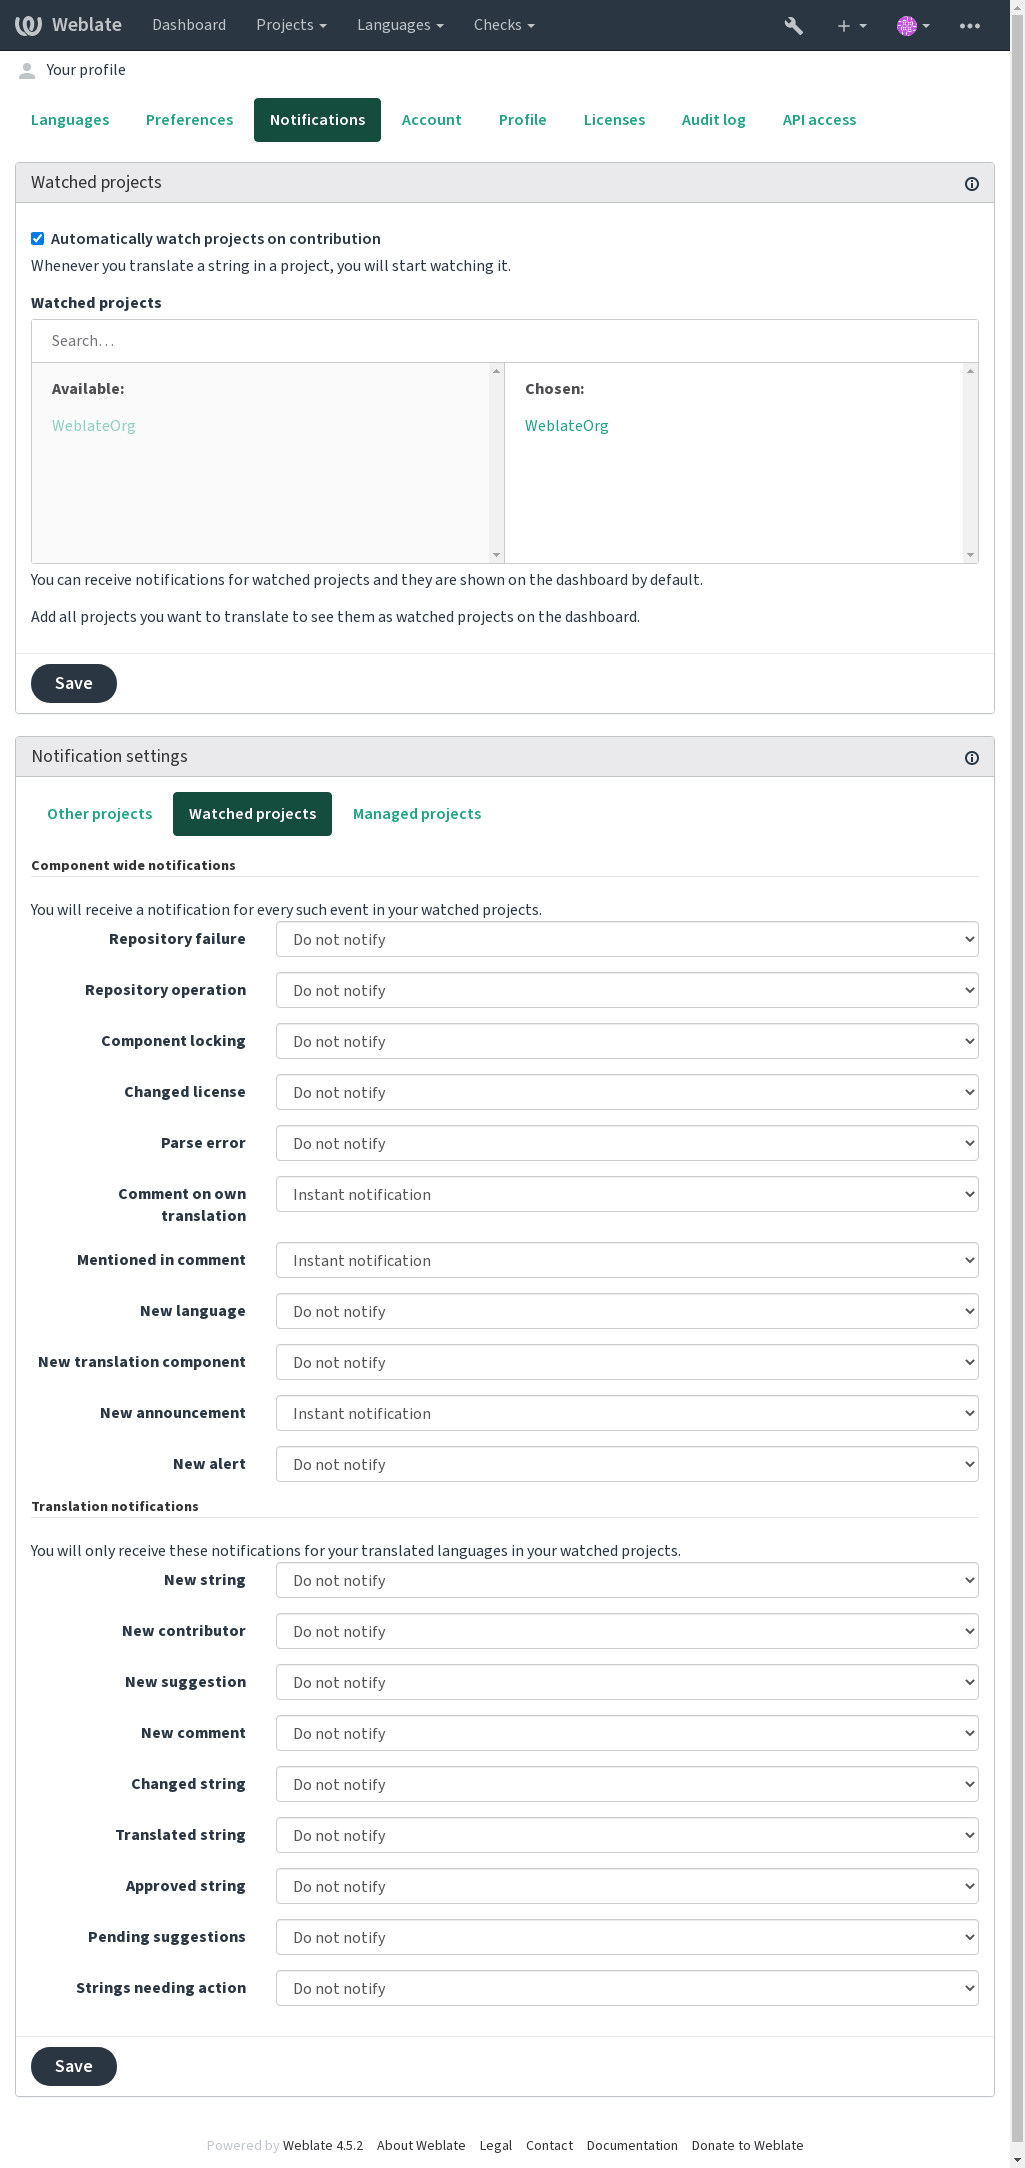 Weblate Dashboard Projects Languages Checks
Your profile
Languages Preferences Notifications Account Profile Licenses Audit log API access
Watched projects
Automatically watch projects on contribution
Whenever you translate a string in a project, you will start watching it.
Watched projects
Search…
Available: Chosen:
WeblateOrg WeblateOrg
You can receive notifications for watched projects and they are shown on the dashboard by default.
Add all projects you want to translate to see them as watched projects on the dashboard.
Save
Notification settings
Other projects Watched projects Managed projects
Component wide notifications
You will receive a notification for every such event in your watched projects.
Repository failure Do not notify
Repository operation Do not notify
Component locking Do not notify
Changed license Do not notify
Parse error Do not notify
Comment on own Instant notification
translation
Mentioned in comment Instant notification
New language Do not notify
New translation component Do not notify
New announcement Instant notification
New alert Do not notify
Translation notifications
You will only receive these notifications for your translated languages in your watched projects.
New string Do not notify
New contributor Do not notify
New suggestion Do not notify
New comment Do not notify
Changed string Do not notify
Translated string Do not notify
Approved string Do not notify
Pending suggestions Do not notify
Strings needing action Do not notify
Save
Powered by Weblate 4.5.2 About Weblate Legal Contact Documentation Donate to Weblate